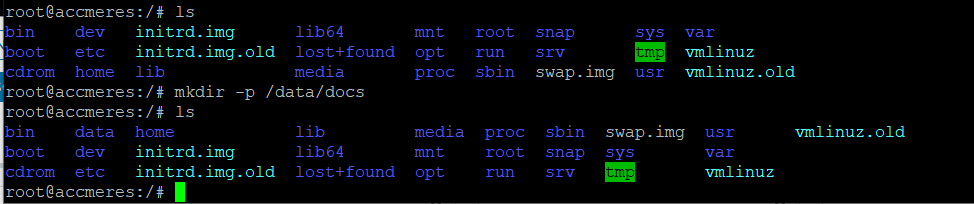 root@accmeres:/# ls
bin    dev   initrd.img      lib64       mnt   root  snap      sys  var
boot   etc   initrd.img.old  lost+found  opt   run   srv       tmp  vmlinuz
cdrom  home  lib             media       proc  sbin  swap.img  usr  vmlinuz.old
root@accmeres:/# mkdir -p /data/docs
root@accmeres:/# ls
bin    data  home            lib         media  proc  sbin  swap.img  usr      vmlinuz.old
boot   dev   initrd.img      lib64       mnt    root  snap  sys       var
cdrom  etc   initrd.img.old  lost+found  opt    run   srv   tmp       vmlinuz
root@accmeres:/#